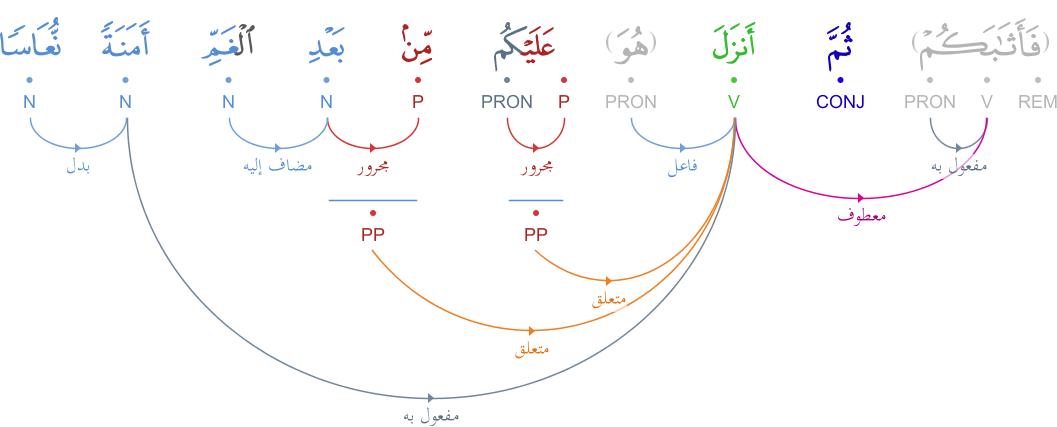 (فَأَثَـٰبَكُمْ) ثُمَّ أَنزَلَ (هُوَ) عَلَيْكُم مِّنۢ بَعْدِ ٱلْغَمِّ أَمَنَةً نُّعَاسًا
REM V PRON CONJ V PRON P PRON P N N N N
مفعول به فاعل مجرور مجرور مضاف إليه بدل
معطوف
PP PP
متعلق
متعلق
مفعول به